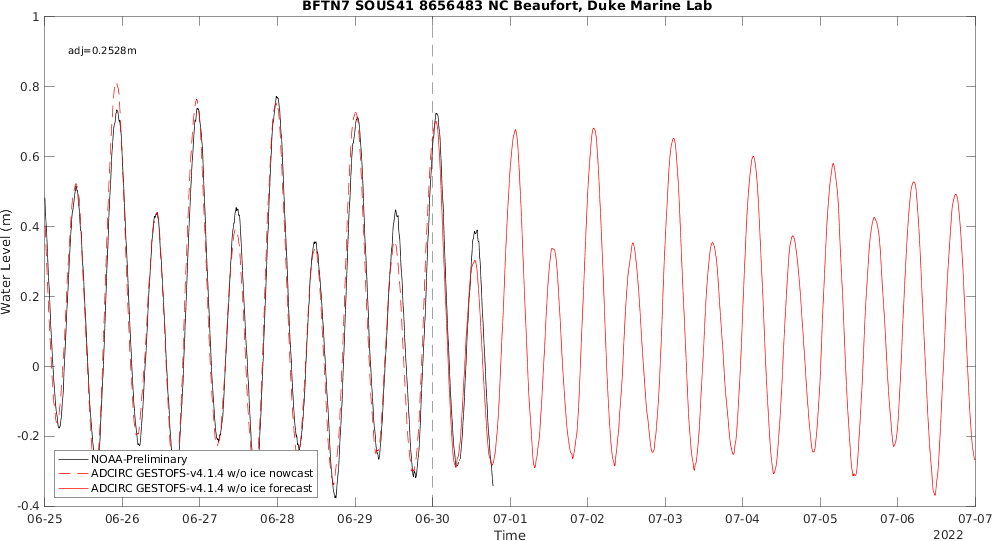 BFTN7 SOUS41 8656483 NC Beaufort, Duke Marine Lab
adj=0.2528m
1
0.8
0.6
0.4
0.2
0
-0.2
-0.4
Water Level (m)
NOAA-Preliminary
ADCIRC GESTOFS-v4.1.4 w/o ice nowcast
ADCIRC GESTOFS-v4.1.4 w/o ice forecast
06-25 06-26 06-27 06-28 06-29 06-30 07-01 07-02 07-03 07-04 07-05 07-06 07-07
Time
2022